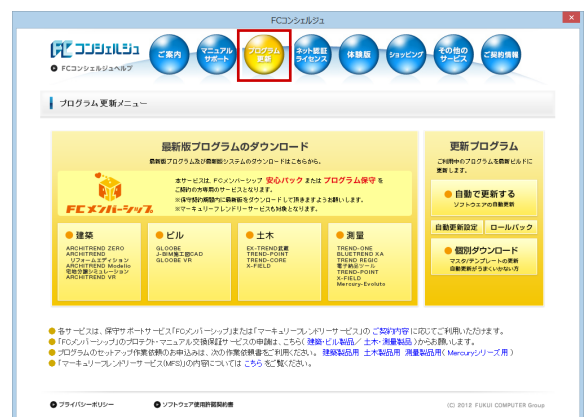 FCコンシェルジュ
FCコンシェルジュ
FCコンシェルジュヘルプ
ご案内
マニュアル
サポート
プログラム
更新
ネット認証
ライセンス
体験版
ショッピング
その他の
サービス
ご契約情報
プログラム更新メニュー
最新版プログラムのダウンロード
最新版プログラム及び最新版システムのダウンロードはこちらから。
FCメンバーシップ
本サービスは、FCメンバーシップ 安心パック または プログラム保守 を
ご契約の方専用のサービスとなります。
※保守契約期間内に最新版をダウンロードして頂きますようお願いします。
※マーキュリーフレンドリーサービスも対象となります。
建築
ARCHITREND ZERO
ARCHITREND
リフォームエディション
ARCHITREND Modelio
宅地分譲シミュレーション
ARCHITREND VR
ビル
GLOOBE
J-BIM施工図CAD
GLOOBE VR
土木
EX-TREND武蔵
TREND-POINT
TREND-CORE
X-FIELD
測量
TREND-ONE
BLUETREND XA
TREND REGIC
電子納品ツール
TREND-POINT
X-FIELD
Mercury-Evoluto
更新プログラム
ご利用中のプログラムを最新ビルドに
更新します。
自動で更新する
ソフトウェアの自動更新
自動更新設定
ロールバック
個別ダウンロード
マスタ/テンプレートの更新
自動更新がうまくいかない方
各サービスは、保守サポートサービス「FCメンバーシップ」または「マーキュリーフレンドリーサービス」の ご契約内容 に応じてご利用いただけます。
「FCメンバーシップ」のプロテクト・マニュアル交換保証サービスの申請は、こちら( 建築・ビル製品／ 土木・測量製品 )からお願いします。
プログラムのセットアップ作業依頼のお申込みは、次の作業依頼書をご利用ください。 建築製品用 土木製品用 測量製品用( Mercuryシリーズ用 )
「マーキュリーフレンドリーサービス(MFS)」の内容については こちら をご覧ください。
プライバシーポリシー
ソフトウェア使用許諾契約書
(C) 2012 FUKUI COMPUTER Group